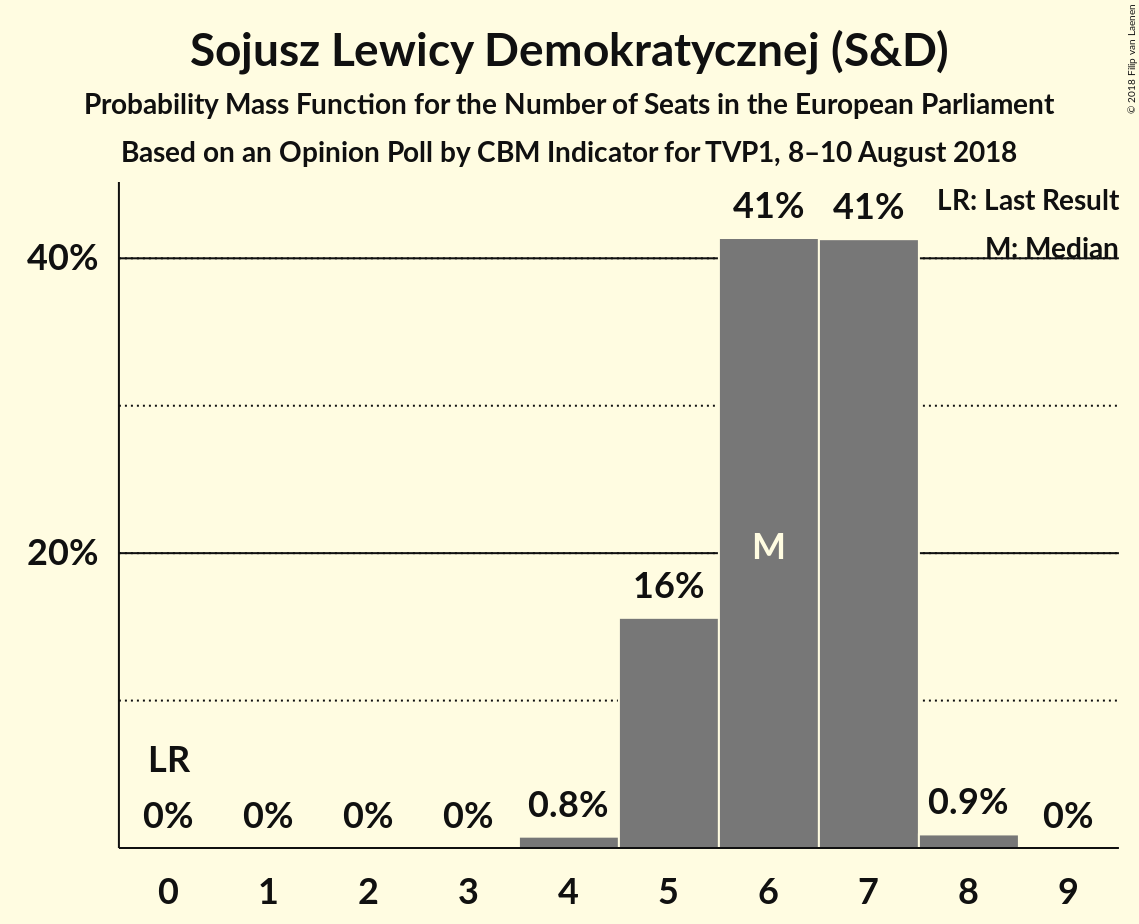 Sojusz Lewicy Demokratycznej (S&D)
Probability Mass Function for the Number of Seats in the European Parliament
Based on an Opinion Poll by CBM Indicator for TVP1, 8–10 August 2018
© 2018 Filip van Laenen
LR: Last Result
M: Median
41%
41%
40%
M
20%
16%
LR
0%
0%
0%
0%
0.8%
0.9%
0%
0
1
2
3
4
5
6
7
8
9